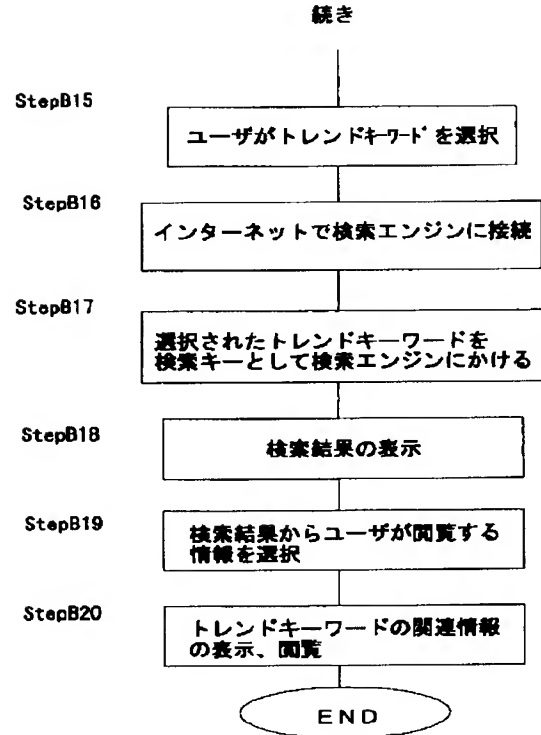 続き
StepB15
ユーザがトレンドキーワードを選択
StepB16
インターネットで検索エンジンに接続
StepB17
選択されたトレンドキーワードを
検索キーとして検索エンジンにかける
StepB18
検索結果の表示
StepB19
検索結果からユーザが閲覧する
情報を選択
StepB20
トレンドキーワードの関連情報
の表示、閲覧
END